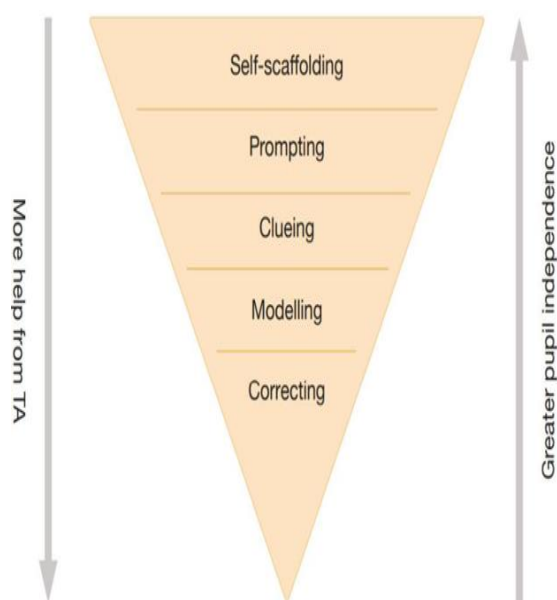 Self-scaffolding
Prompting
Clueing
Modelling
Correcting
More help from TA
Greater pupil independence